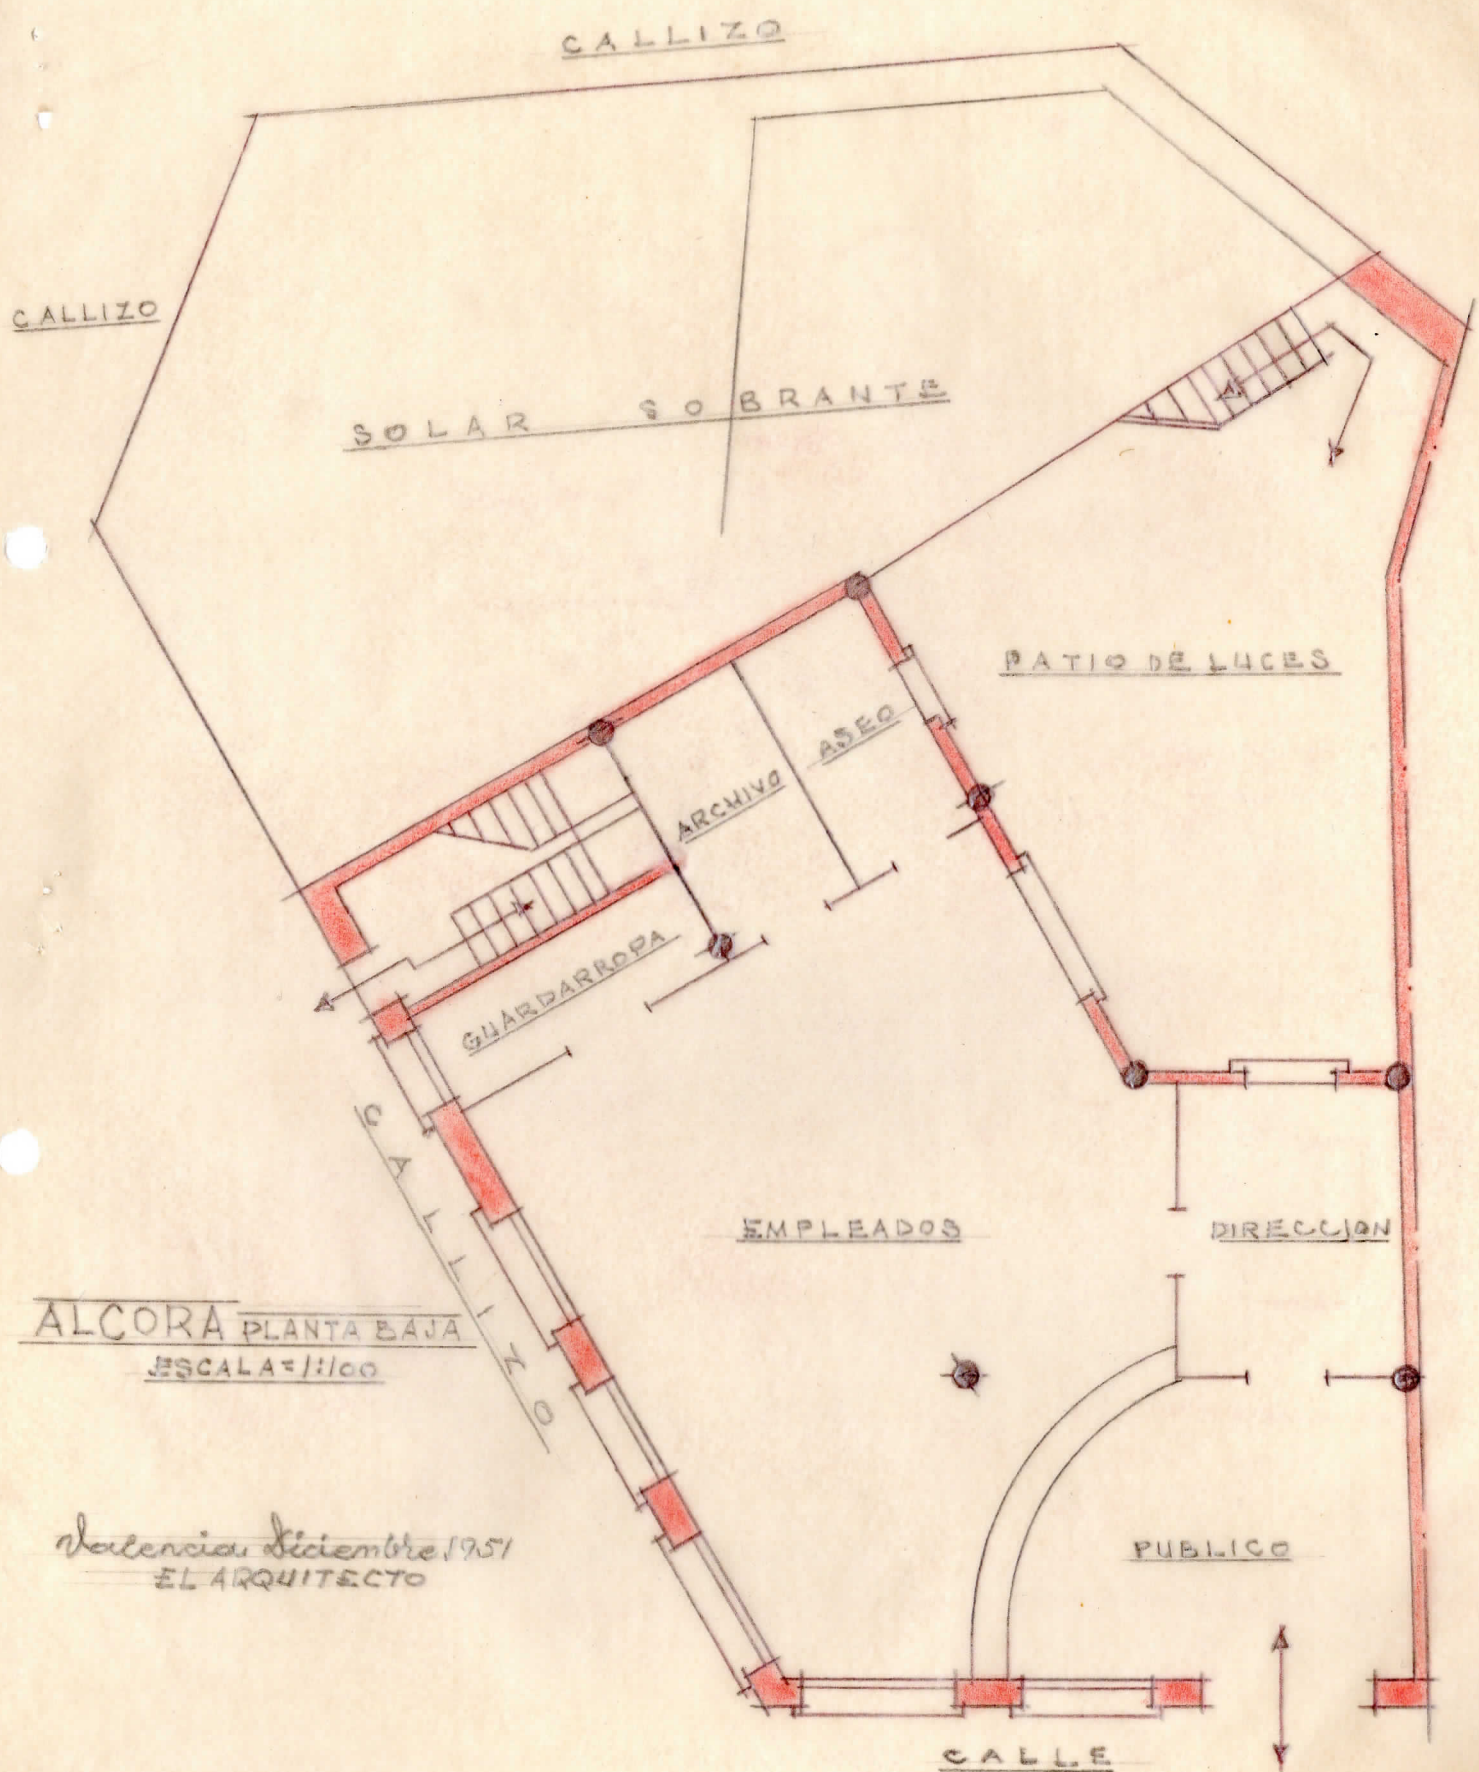 CALLIZO
CALLIZO
SOLAR SOBRANTE
PATIO DE LUCES
ASEO
ARCHIVO
GUARDARROPA
CALLIZO
EMPLEADOS
DIRECCION
ALCORA PLANTA BAJA
ESCALA=1:100
Valencia Diciembre 1951
EL ARQUITECTO
PUBLICO
CALLE